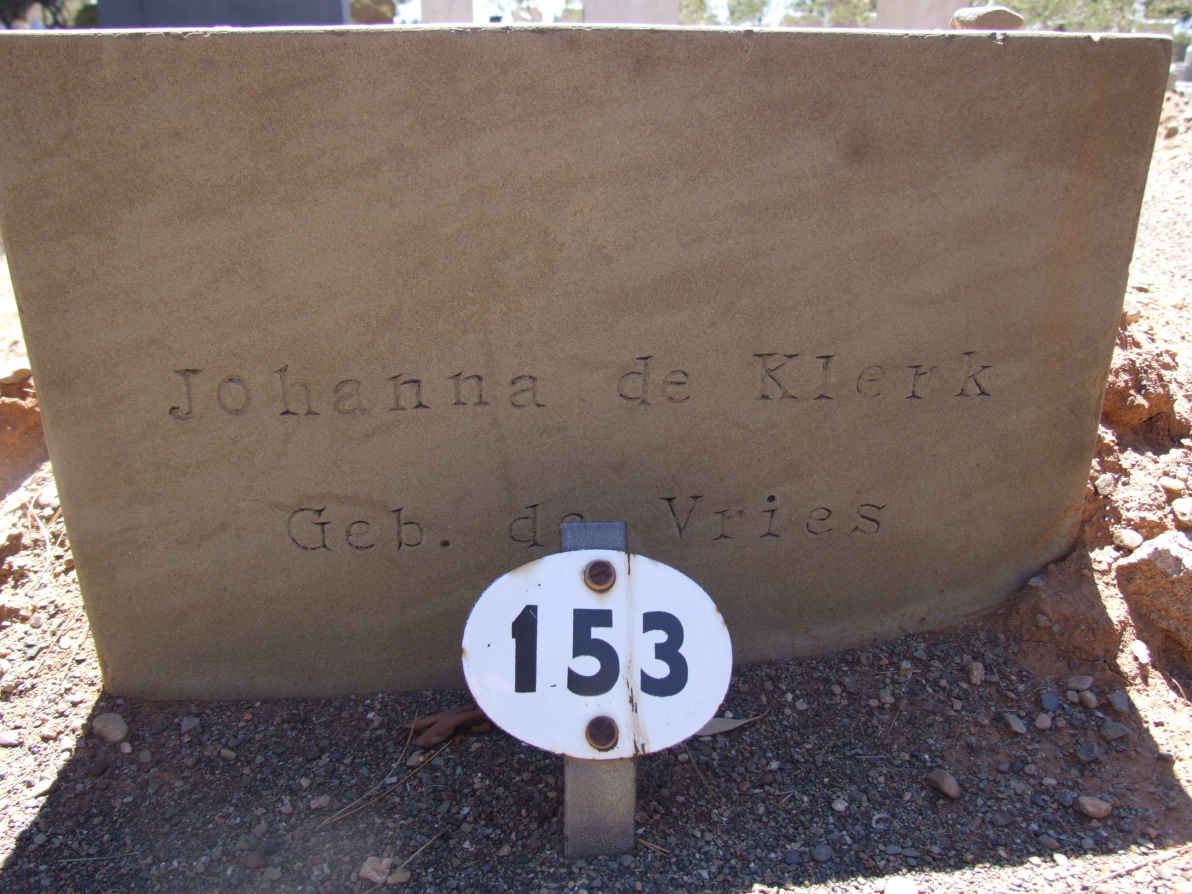 Johanna de Klerk
Geb. de Vries
153